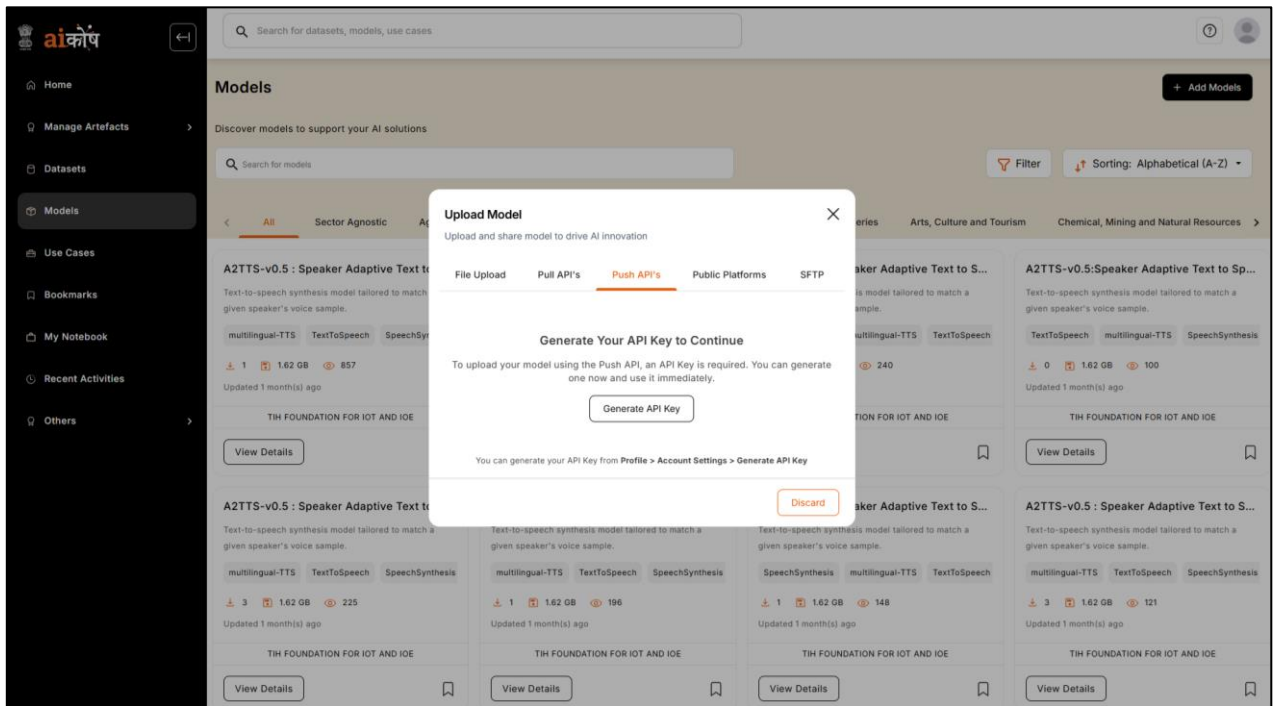 aiकोष
Search for datasets, models, use cases
Home
Manage Artefacts
Datasets
Models
Use Cases
Bookmarks
My Notebook
Recent Activities
Others
Models
+ Add Models
Discover models to support your AI solutions
Search for models
Filter
Sorting: Alphabetical (A-Z)
All
Sector Agnostic
Arts, Culture and Tourism
Chemical, Mining and Natural Resources
Upload Model
Upload and share model to drive AI innovation
File Upload
Pull API's
Push API's
Public Platforms
SFTP
Generate Your API Key to Continue
To upload your model using the Push API, an API Key is required. You can generate
one now and use it immediately.
Generate API Key
You can generate your API Key from Profile > Account Settings > Generate API Key
Discard
A2TTS-v0.5 : Speaker Adaptive Text
Text-to-speech synthesis model tailored to match
given speaker's voice sample.
multilingual-TTS TextToSpeech
1 1.62 GB 857
Updated 1 month(s) ago
TIH FOUNDATION FOR IOT AND IOE
View Details
Adaptive Text to S...
is model tailored to match a
TextToSpeech
240
FOR IOT AND IOE
A2TTS-v0.5:Speaker Adaptive Text to Sp...
Text-to-speech synthesis model tailored to match a
given speaker's voice sample.
TextToSpeech multilingual-TTS SpeechSynthesis
0 1.62 GB 100
Updated 1 month(s) ago
TIH FOUNDATION FOR IOT AND IOE
View Details
A2TTS-v0.5 : Speaker Adaptive Text
Text-to-speech synthesis model tailored to match a
given speaker's voice sample.
multilingual-TTS TextToSpeech SpeechSynthesis
3 1.62 GB 225
Updated 1 month(s) ago
TIH FOUNDATION FOR IOT AND IOE
View Details
Text-to-speech synthesis model tailored to match a
given speaker's voice sample.
multilingual-TTS TextToSpeech SpeechSynthesis
1 1.62 GB 196
Updated 1 month(s) ago
TIH FOUNDATION FOR IOT AND IOE
View Details
Adaptive Text to S...
Text-to-speech synthesis model tailored to match a
given speaker's voice sample.
SpeechSynthesis multilingual-TTS TextToSpeech
1 1.62 GB 148
Updated 1 month(s) ago
TIH FOUNDATION FOR IOT AND IOE
View Details
A2TTS-v0.5 : Speaker Adaptive Text to S...
Text-to-speech synthesis model tailored to match a
given speaker's voice sample.
multilingual-TTS TextToSpeech SpeechSynthesis
3 1.62 GB 121
Updated 1 month(s) ago
TIH FOUNDATION FOR IOT AND IOE
View Details